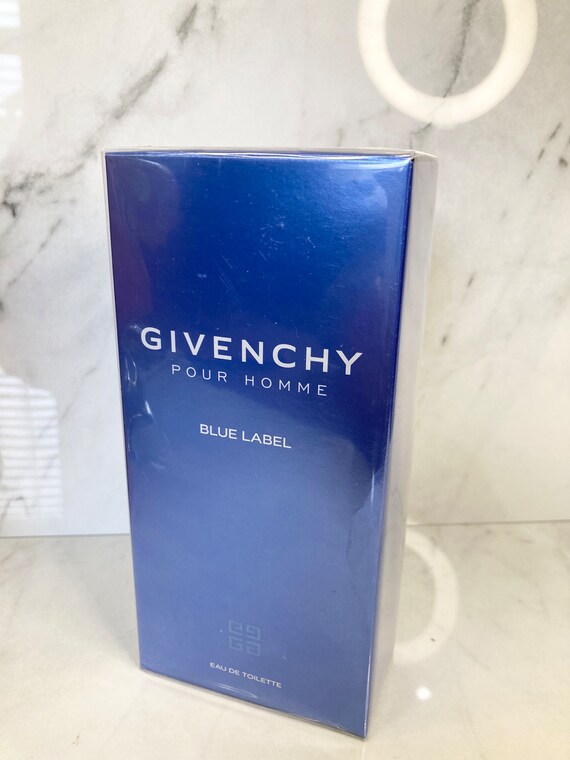 GIVENCHY
POUR HOMME
BLUE LABEL
EAU DE TOILETTE